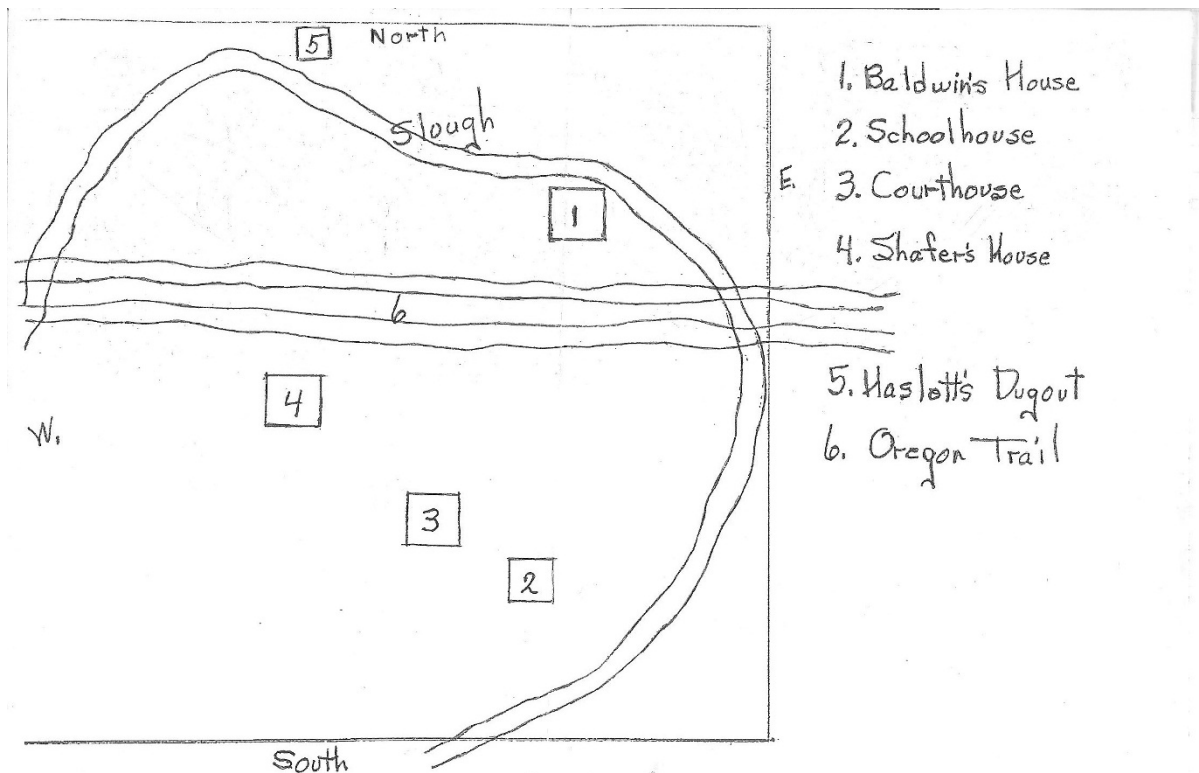 5
North
Slough
E.
1
6
4
W.
3
2
South
1. Baldwin's House
2. Schoolhouse
3. Courthouse
4. Shafer's House
5. Haslett's Dugout
6. Oregon Trail